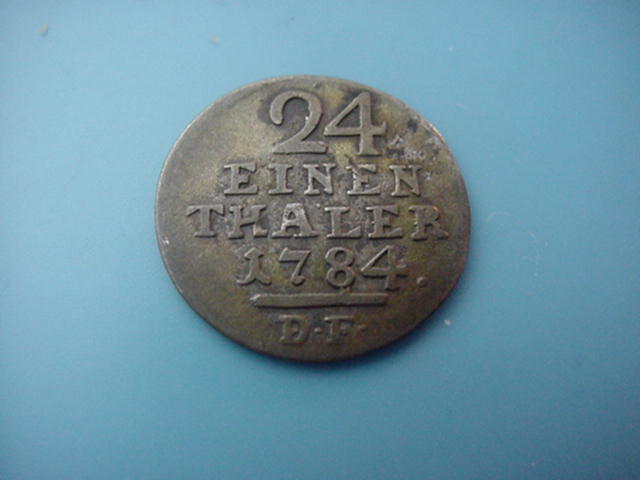 24
EINEN
THALER
1784.
D.F.